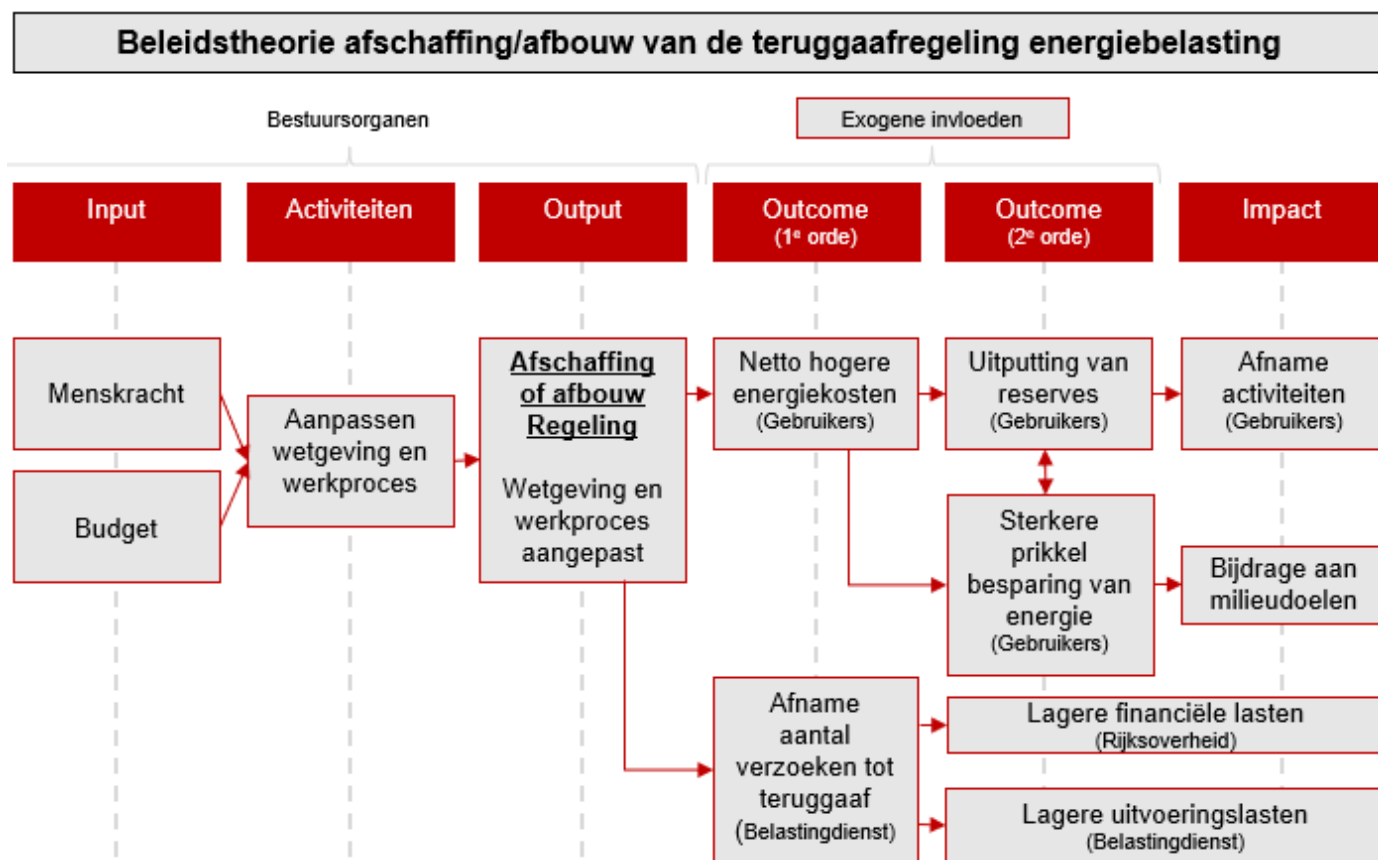 Beleidstheorie afschaffing/afbouw van de teruggaafregeling energiebelasting
Bestuursorganen
Exogene invloeden
Input
Activiteiten
Output
Outcome
(1e orde)
Outcome
(2e orde)
Impact
Menskracht
Budget
Aanpassen
wetgeving en
werkproces
Afschaffing
of afbouw
Regeling
Wetgeving en
werkproces
aangepast
Netto hogere
energiekosten
(Gebruikers)
Uitputting van
reserves
(Gebruikers)
Afname
activiteiten
(Gebruikers)
Sterkere
prikkel
besparing van
energie
(Gebruikers)
Bijdrage aan
milieudoelen
Afname
aantal
verzoeken tot
teruggaaf
(Belastingdienst)
Lagere financiële lasten
(Rijksoverheid)
Lagere uitvoeringslasten
(Belastingdienst)